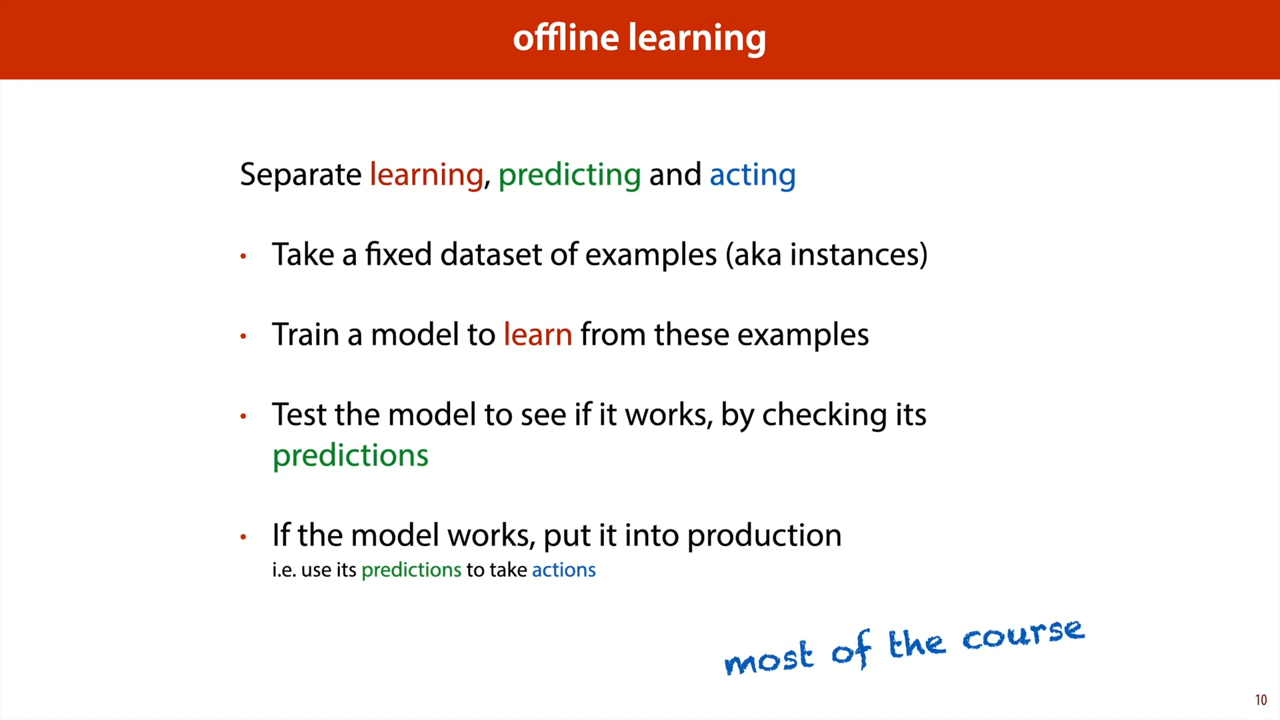 offline learning
Separate learning, predicting and acting
• Take a fixed dataset of examples (aka instances)
• Train a model to learn from these examples
• Test the model to see if it works, by checking its
predictions
• If the model works, put it into production
i.e. use its predictions to take actions
most of the course
10